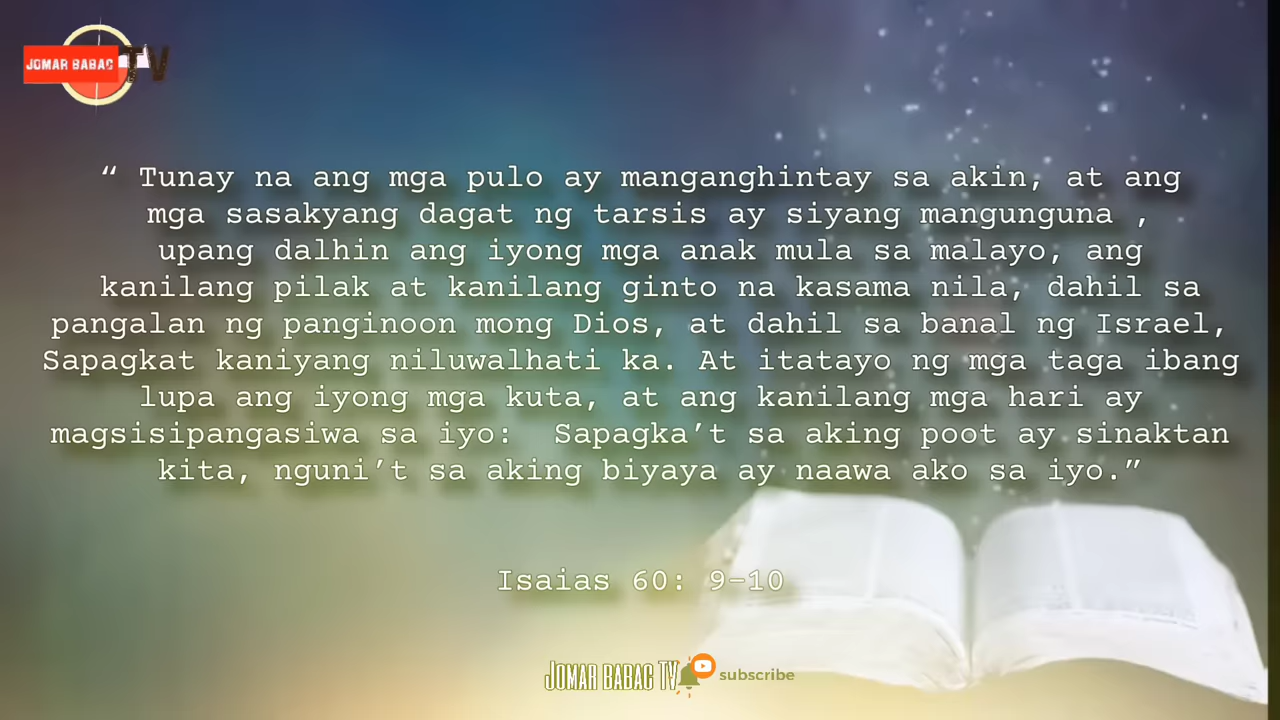 JOMAR BABAC TV
“ Tunay na ang mga pulo ay manganghintay sa akin, at ang
mga sasakyang dagat ng tarsis ay siyang mangunguna ,
upang dalhin ang iyong mga anak mula sa malayo, ang
kanilang pilak at kanilang ginto na kasama nila, dahil sa
pangalan ng panginoon mong Dios, at dahil sa banal ng Israel,
Sapagkat kaniyang niluwalhati ka. At itatayo ng mga taga ibang
lupa ang iyong mga kuta, at ang kanilang mga hari ay
magsisipangasiwa sa iyo:  Sapagka’t sa aking poot ay sinaktan
kita, nguni’t sa aking biyaya ay naawa ako sa iyo.”
Isaias 60: 9-10
JOMAR BABAC TV subscribe